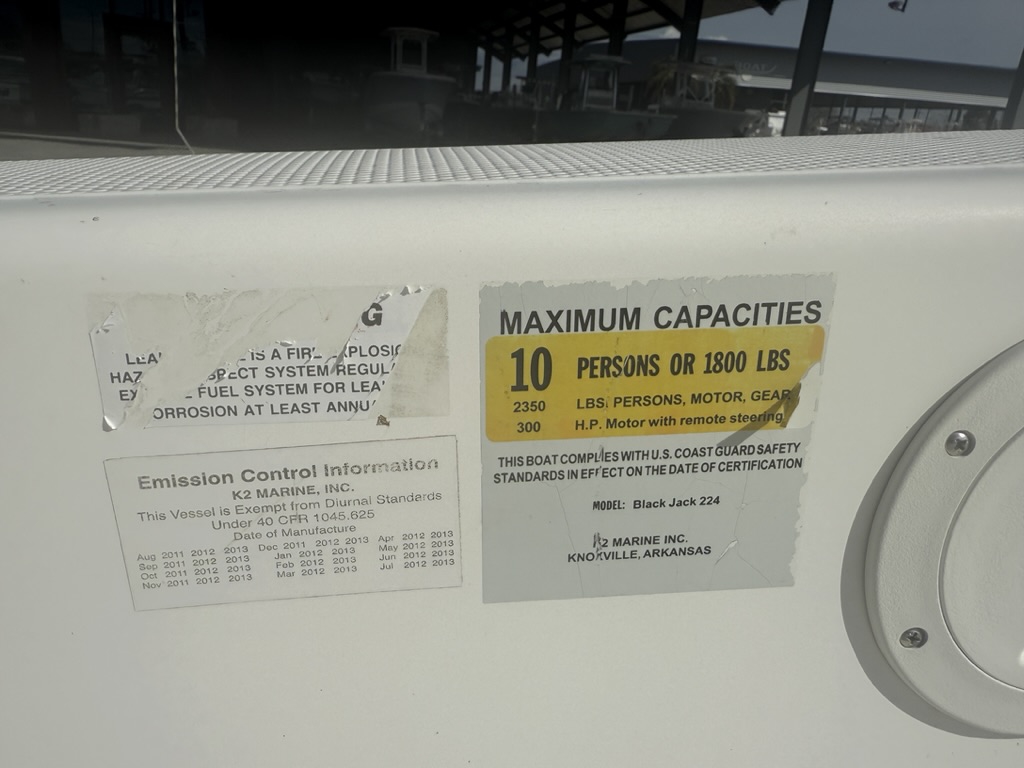 G
IS A FIRE
HAZ SPECT SYSTEM REGUL
FUEL SYSTEM FOR LEA
ORROSION AT LEAST ANNU
Emission Control Information
K2 MARINE, INC.
This Vessel is Exempt from Diurnal Standards
Under 40 CFR 1045.625
Date of Manufacture
Aug 2011 2012 2013 Dec 2011 2012 2013 Apr 2012 2013
Sep 2011 2012 2013 Jan 2012 2013 May 2012 2013
Oct 2011 2012 2013 Feb 2012 2013 Jun 2012 2013
Nov 2011 2012 2013 Mar 2012 2013 Jul 2012 2013
MAXIMUM CAPACITIES
10 PERSONS OR 1800 LBS
2350 LBS, PERSONS, MOTOR, GEAR
300 H.P. Motor with remote steering
THIS BOAT COMPLIES WITH U.S. COAST GUARD SAFETY
STANDARDS IN EFFECT ON THE DATE OF CERTIFICATION
MODEL: Black Jack 224
K2 MARINE INC.
KNOXVILLE, ARKANSAS